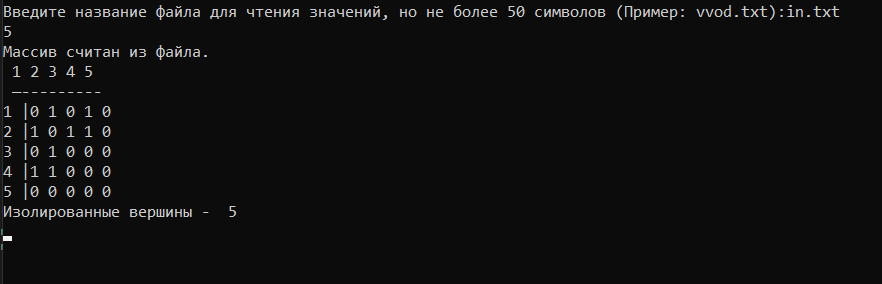 Введите название файла для чтения значений, но не более 50 символов (Пример: vvod.txt):in.txt
5
Массив считан из файла.
 1 2 3 4 5
 —---------
1 |0 1 0 1 0
2 |1 0 1 1 0
3 |0 1 0 0 0
4 |1 1 0 0 0
5 |0 0 0 0 0
Изолированные вершины -  5